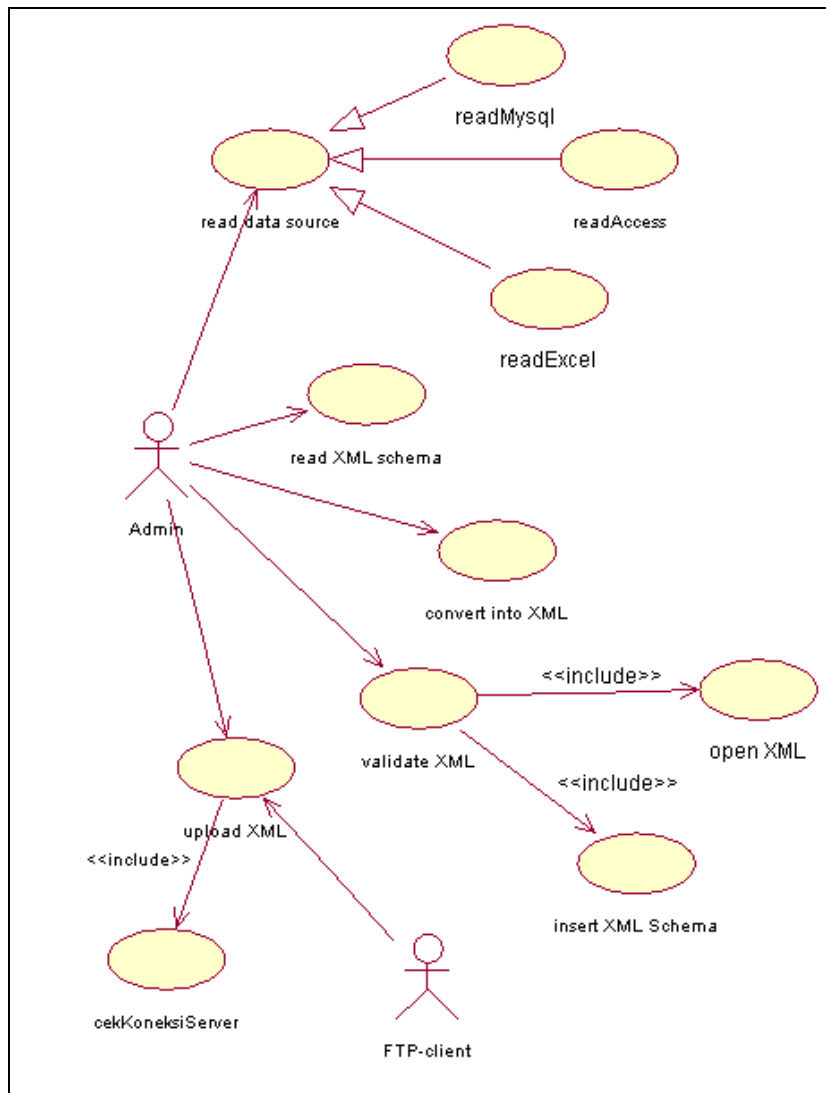 readMysql
read data source
readAccess
readExcel
read XML schema
Admin
convert into XML
<<include>>
open XML
validate XML
<<include>>
upload XML
<<include>>
insert XML Schema
cekKoneksiServer
FTP-client